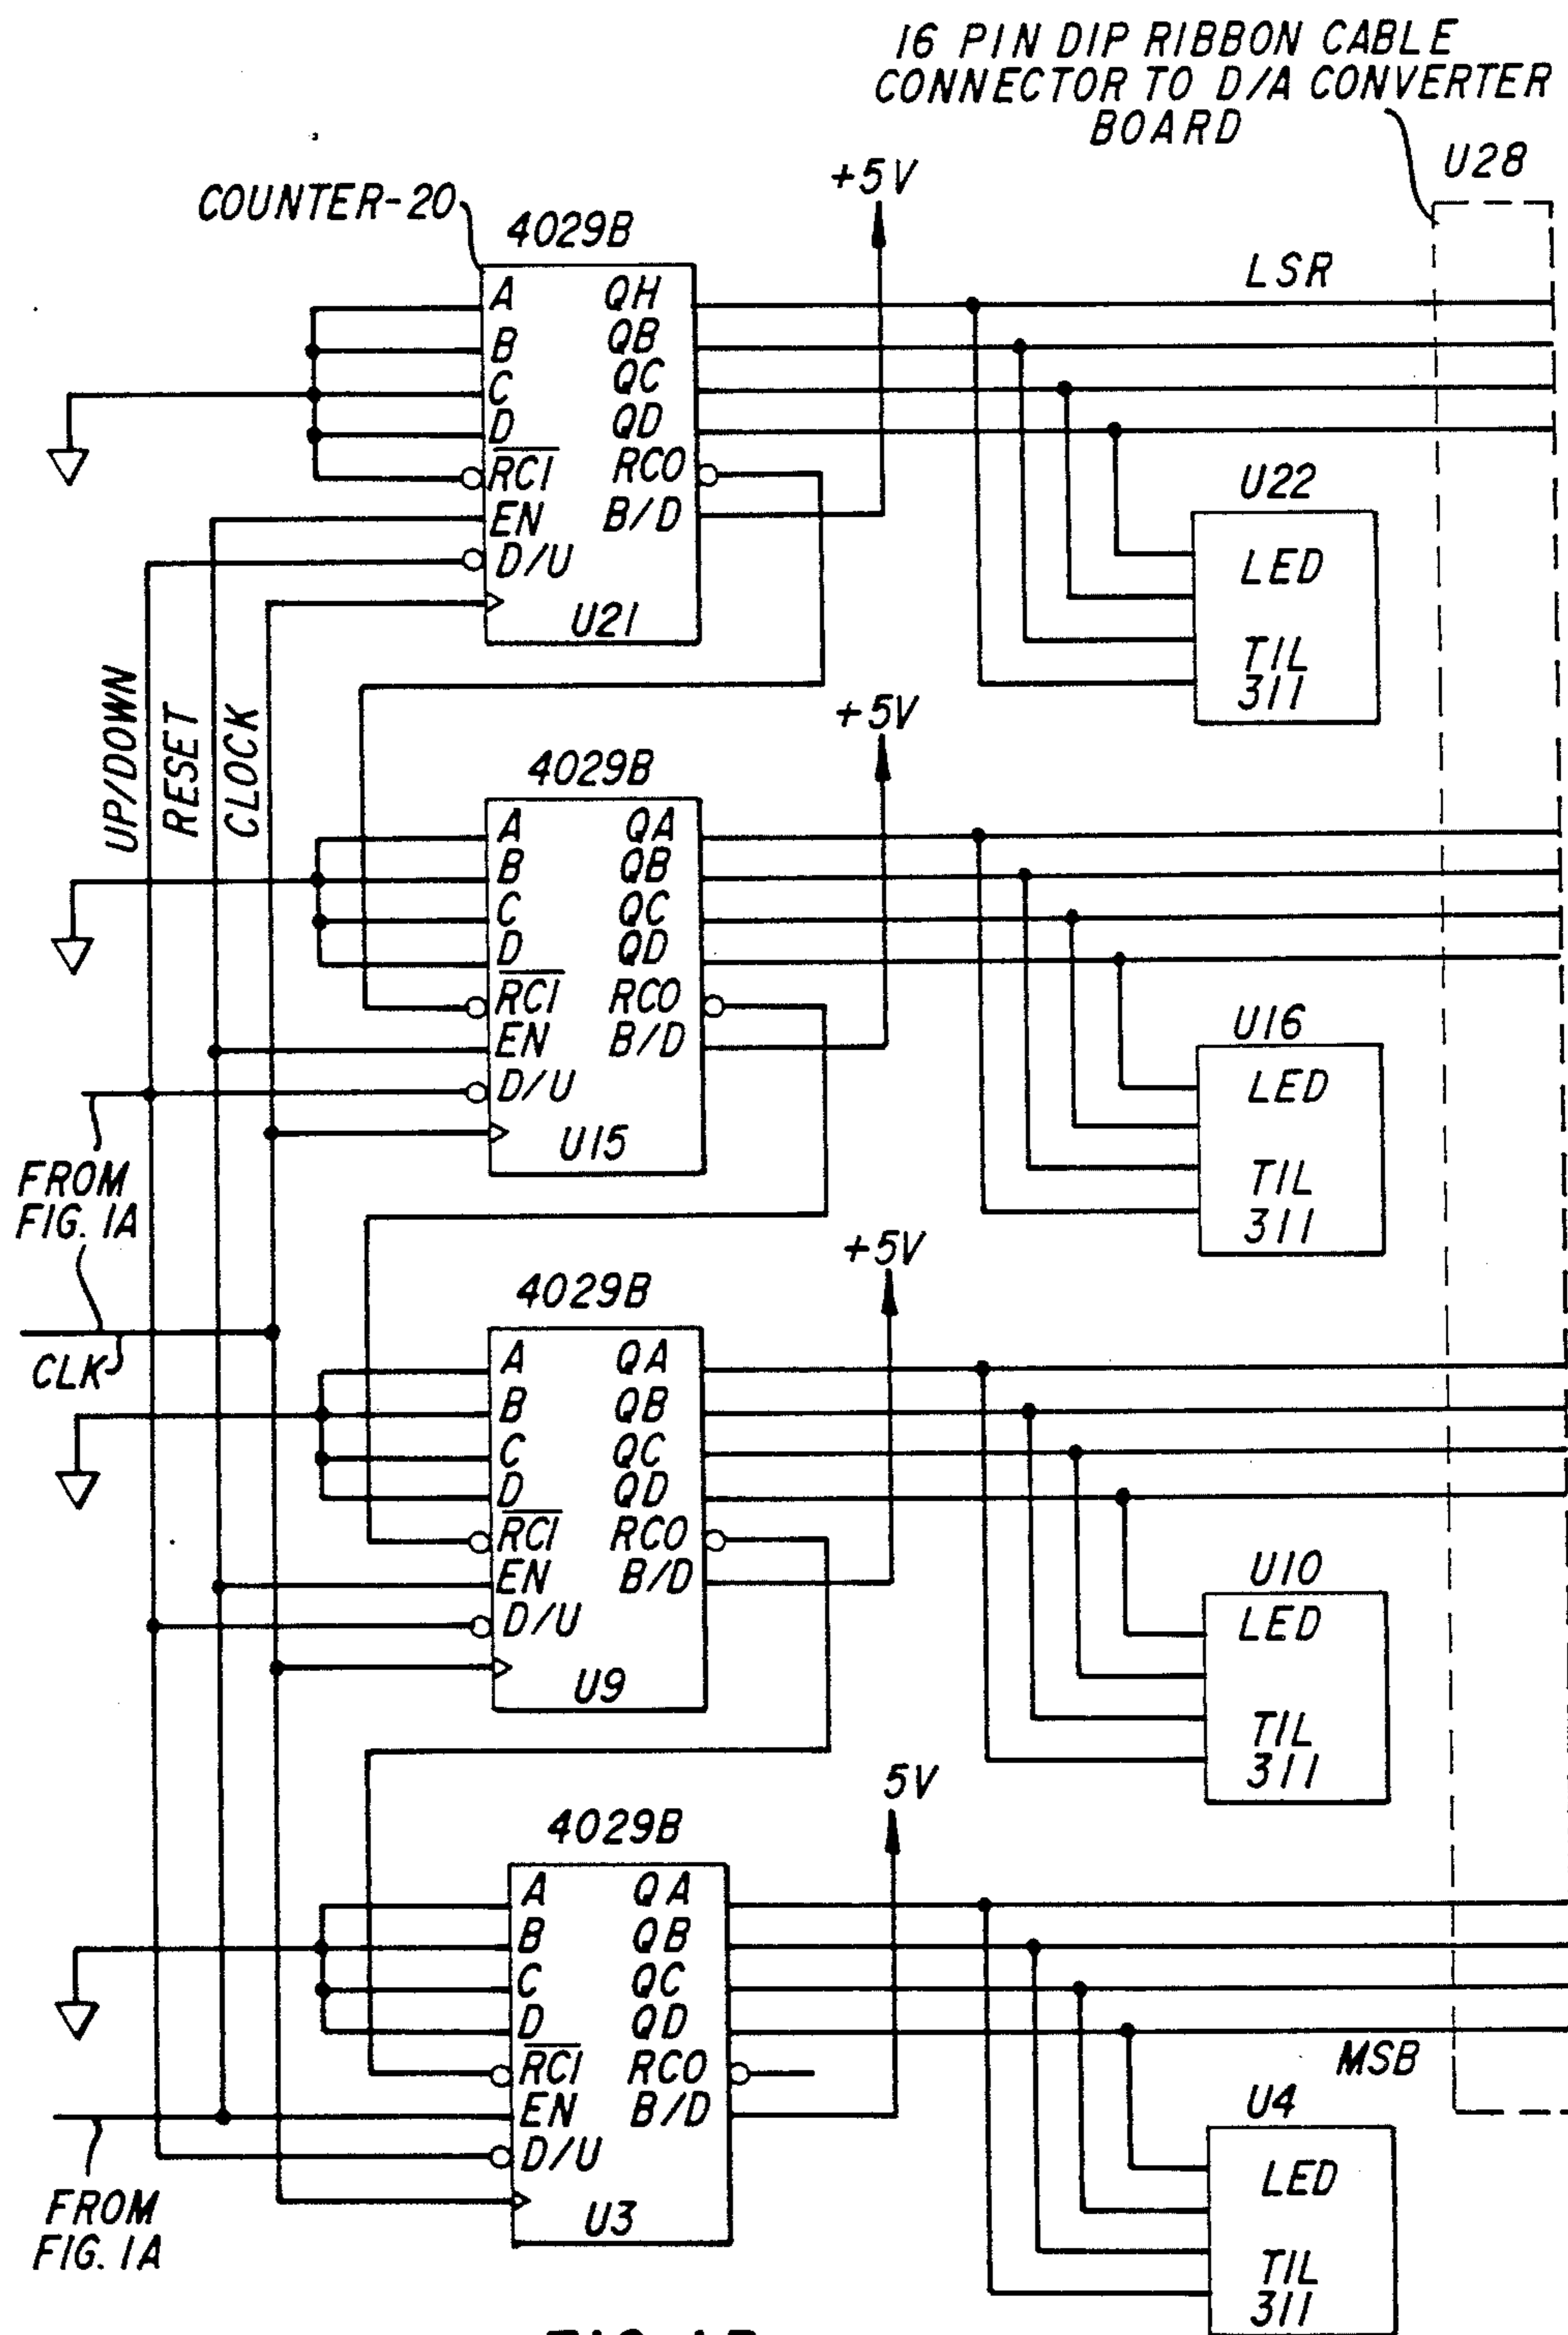 16 PIN DIP RIBBON CABLE
CONNECTOR TO D/A CONVERTER
BOARD
U28
+5V
COUNTER-20
4029B
LSR
A QH
B QB
C QC
D QD
RCI RCO
EN B/D
D/U
U21
U22
LED
TIL
311
UP/DOWN
RESET
CLOCK
+5V
4029B
A QA
B QB
C QC
D QD
RCI RCO
EN B/D
D/U
U15
U16
LED
TIL
311
FROM
FIG. 1A
CLK
+5V
4029B
A QA
B QB
C QC
D QD
RCI RCO
EN B/D
D/U
U9
U10
LED
TIL
311
5V
4029B
A QA
B QB
C QC
D QD
RCI RCO
EN B/D
D/U
U3
MSB
U4
LED
TIL
311
FROM
FIG. 1A